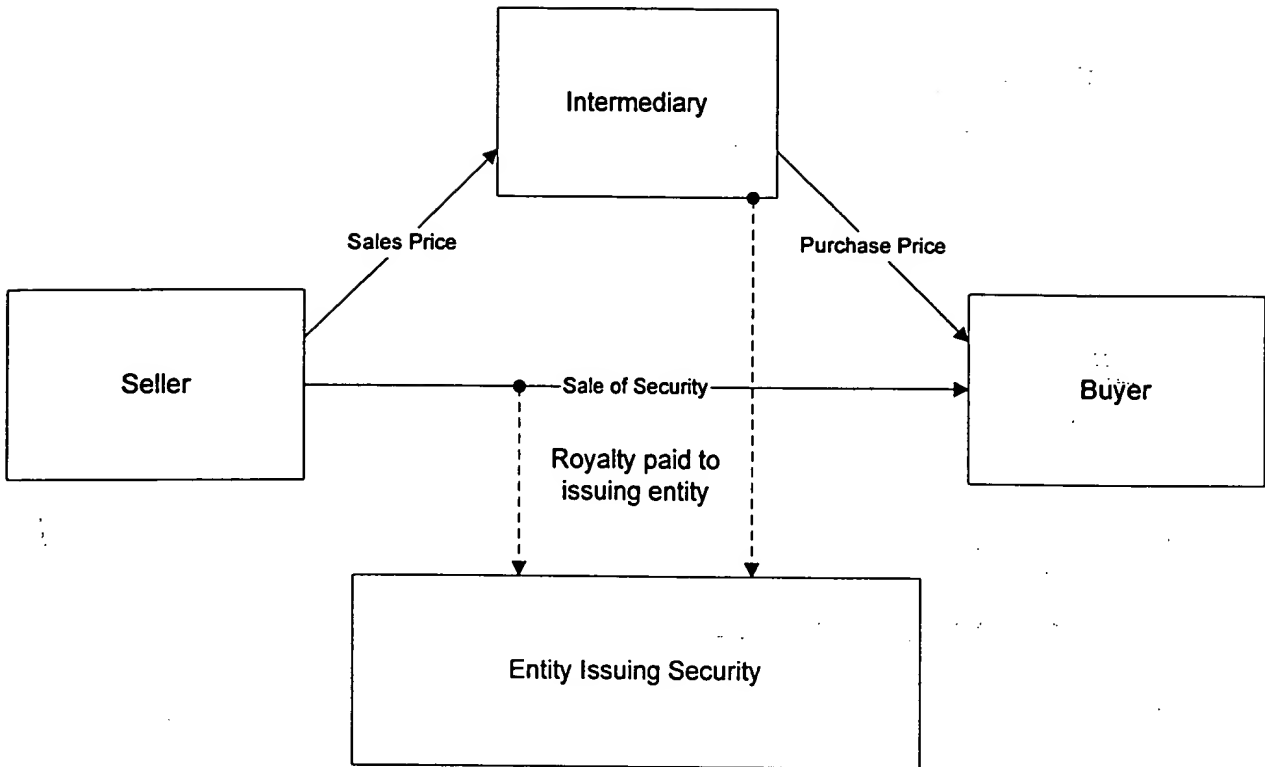 Intermediary
Sales Price
Purchase Price
Seller
Sale of Security
Buyer
Royalty paid to
issuing entity
Entity Issuing Security